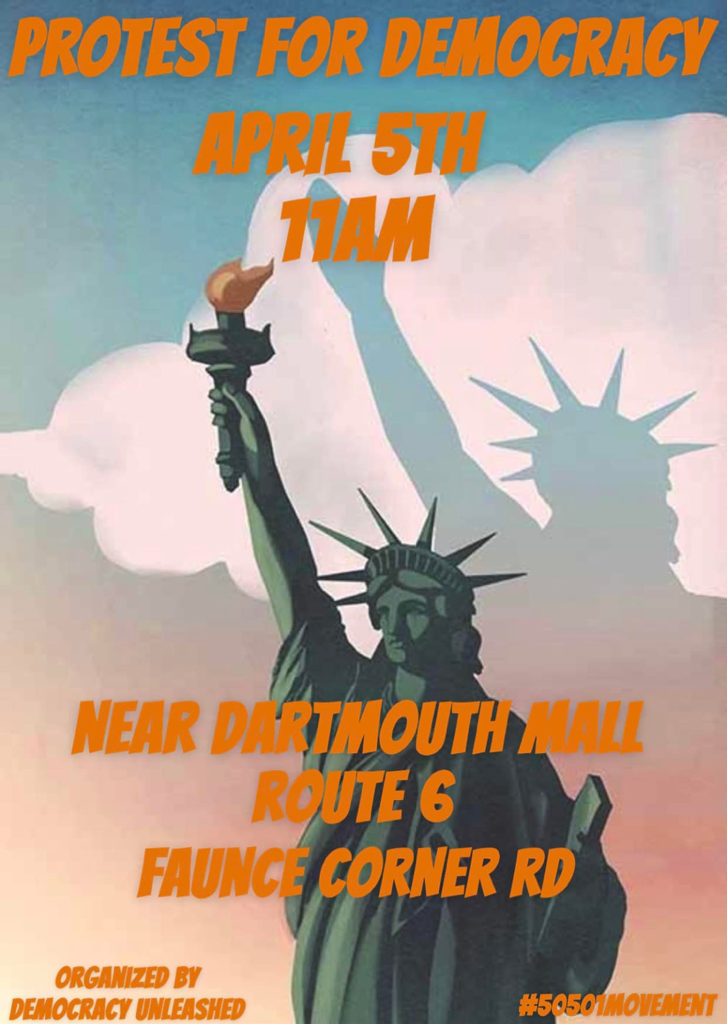 PROTEST FOR DEMOCRACY
APRIL 5TH
11AM
NEAR DARTMOUTH MALL
ROUTE 6
FAUNCE CORNER RD
ORGANIZED BY
DEMOCRACY UNLEASHED
#50501MOVEMENT